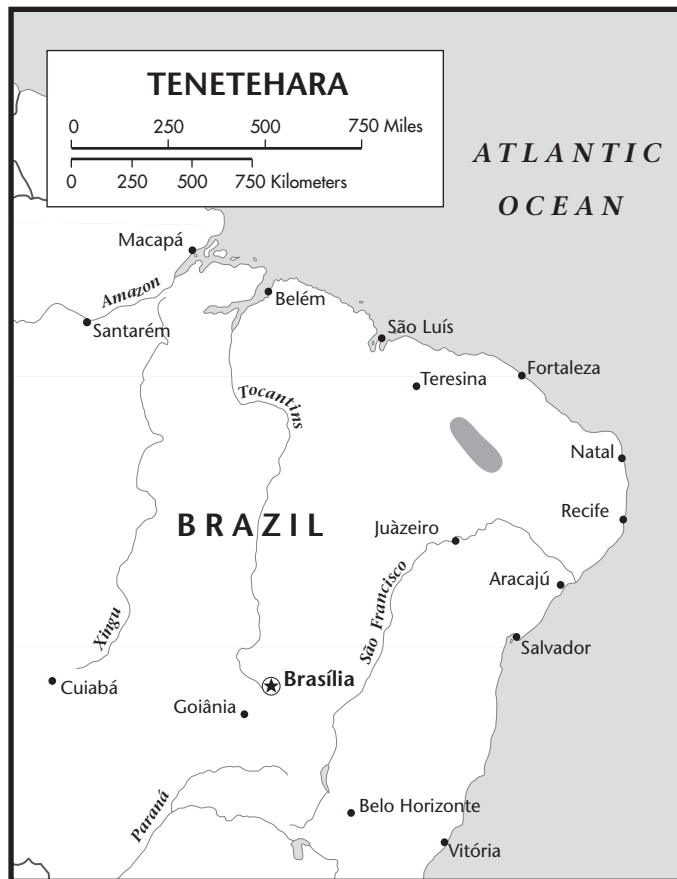 TENETEHARA
0 250 500 750 Miles
0 250 500 750 Kilometers
ATLANTIC
OCEAN
Macapá
Amazon
Belém
Santarém
São Luís
Teresina
Fortaleza
Tocantins
Natal
BRAZIL
Recife
Juàzeiro
Aracajú
São Francisco
Xingu
Salvador
Cuiabá
Brasília
Goiânia
Paraná
Belo Horizonte
Vitória